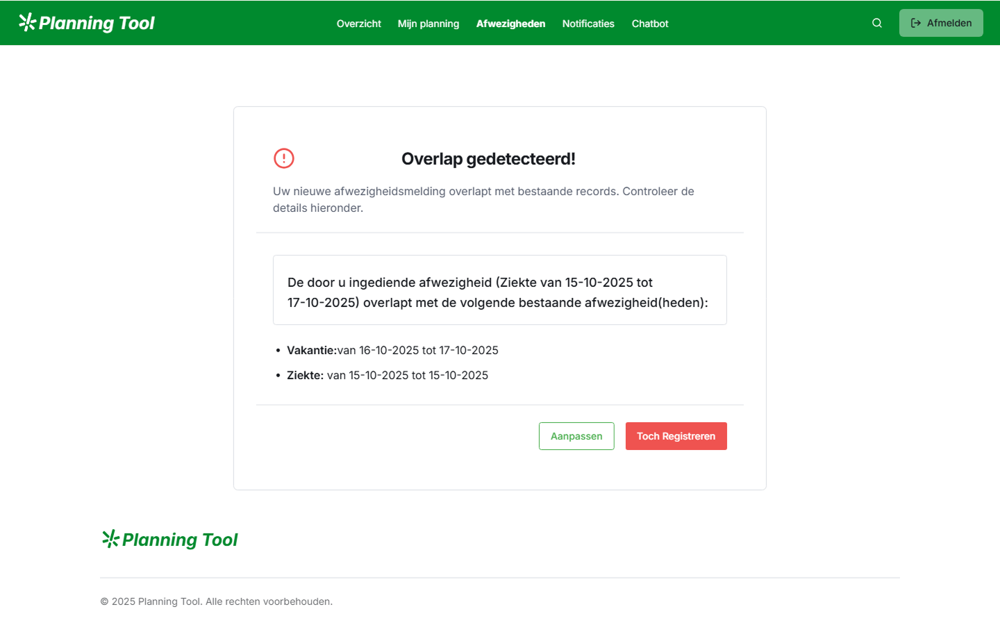 Planning Tool
Overzicht Mijn planning Afwezigheden Notificaties Chatbot
Afmelden
Overlap gedetecteerd!
Uw nieuwe afwezigheidsmelding overlapt met bestaande records. Controleer de
details hieronder.
De door u ingediende afwezigheid (Ziekte van 15-10-2025 tot
17-10-2025) overlapt met de volgende bestaande afwezigheid(heden):
• Vakantie:van 16-10-2025 tot 17-10-2025
• Ziekte: van 15-10-2025 tot 15-10-2025
Aanpassen
Toch Registreren
Planning Tool
© 2025 Planning Tool. Alle rechten voorbehouden.